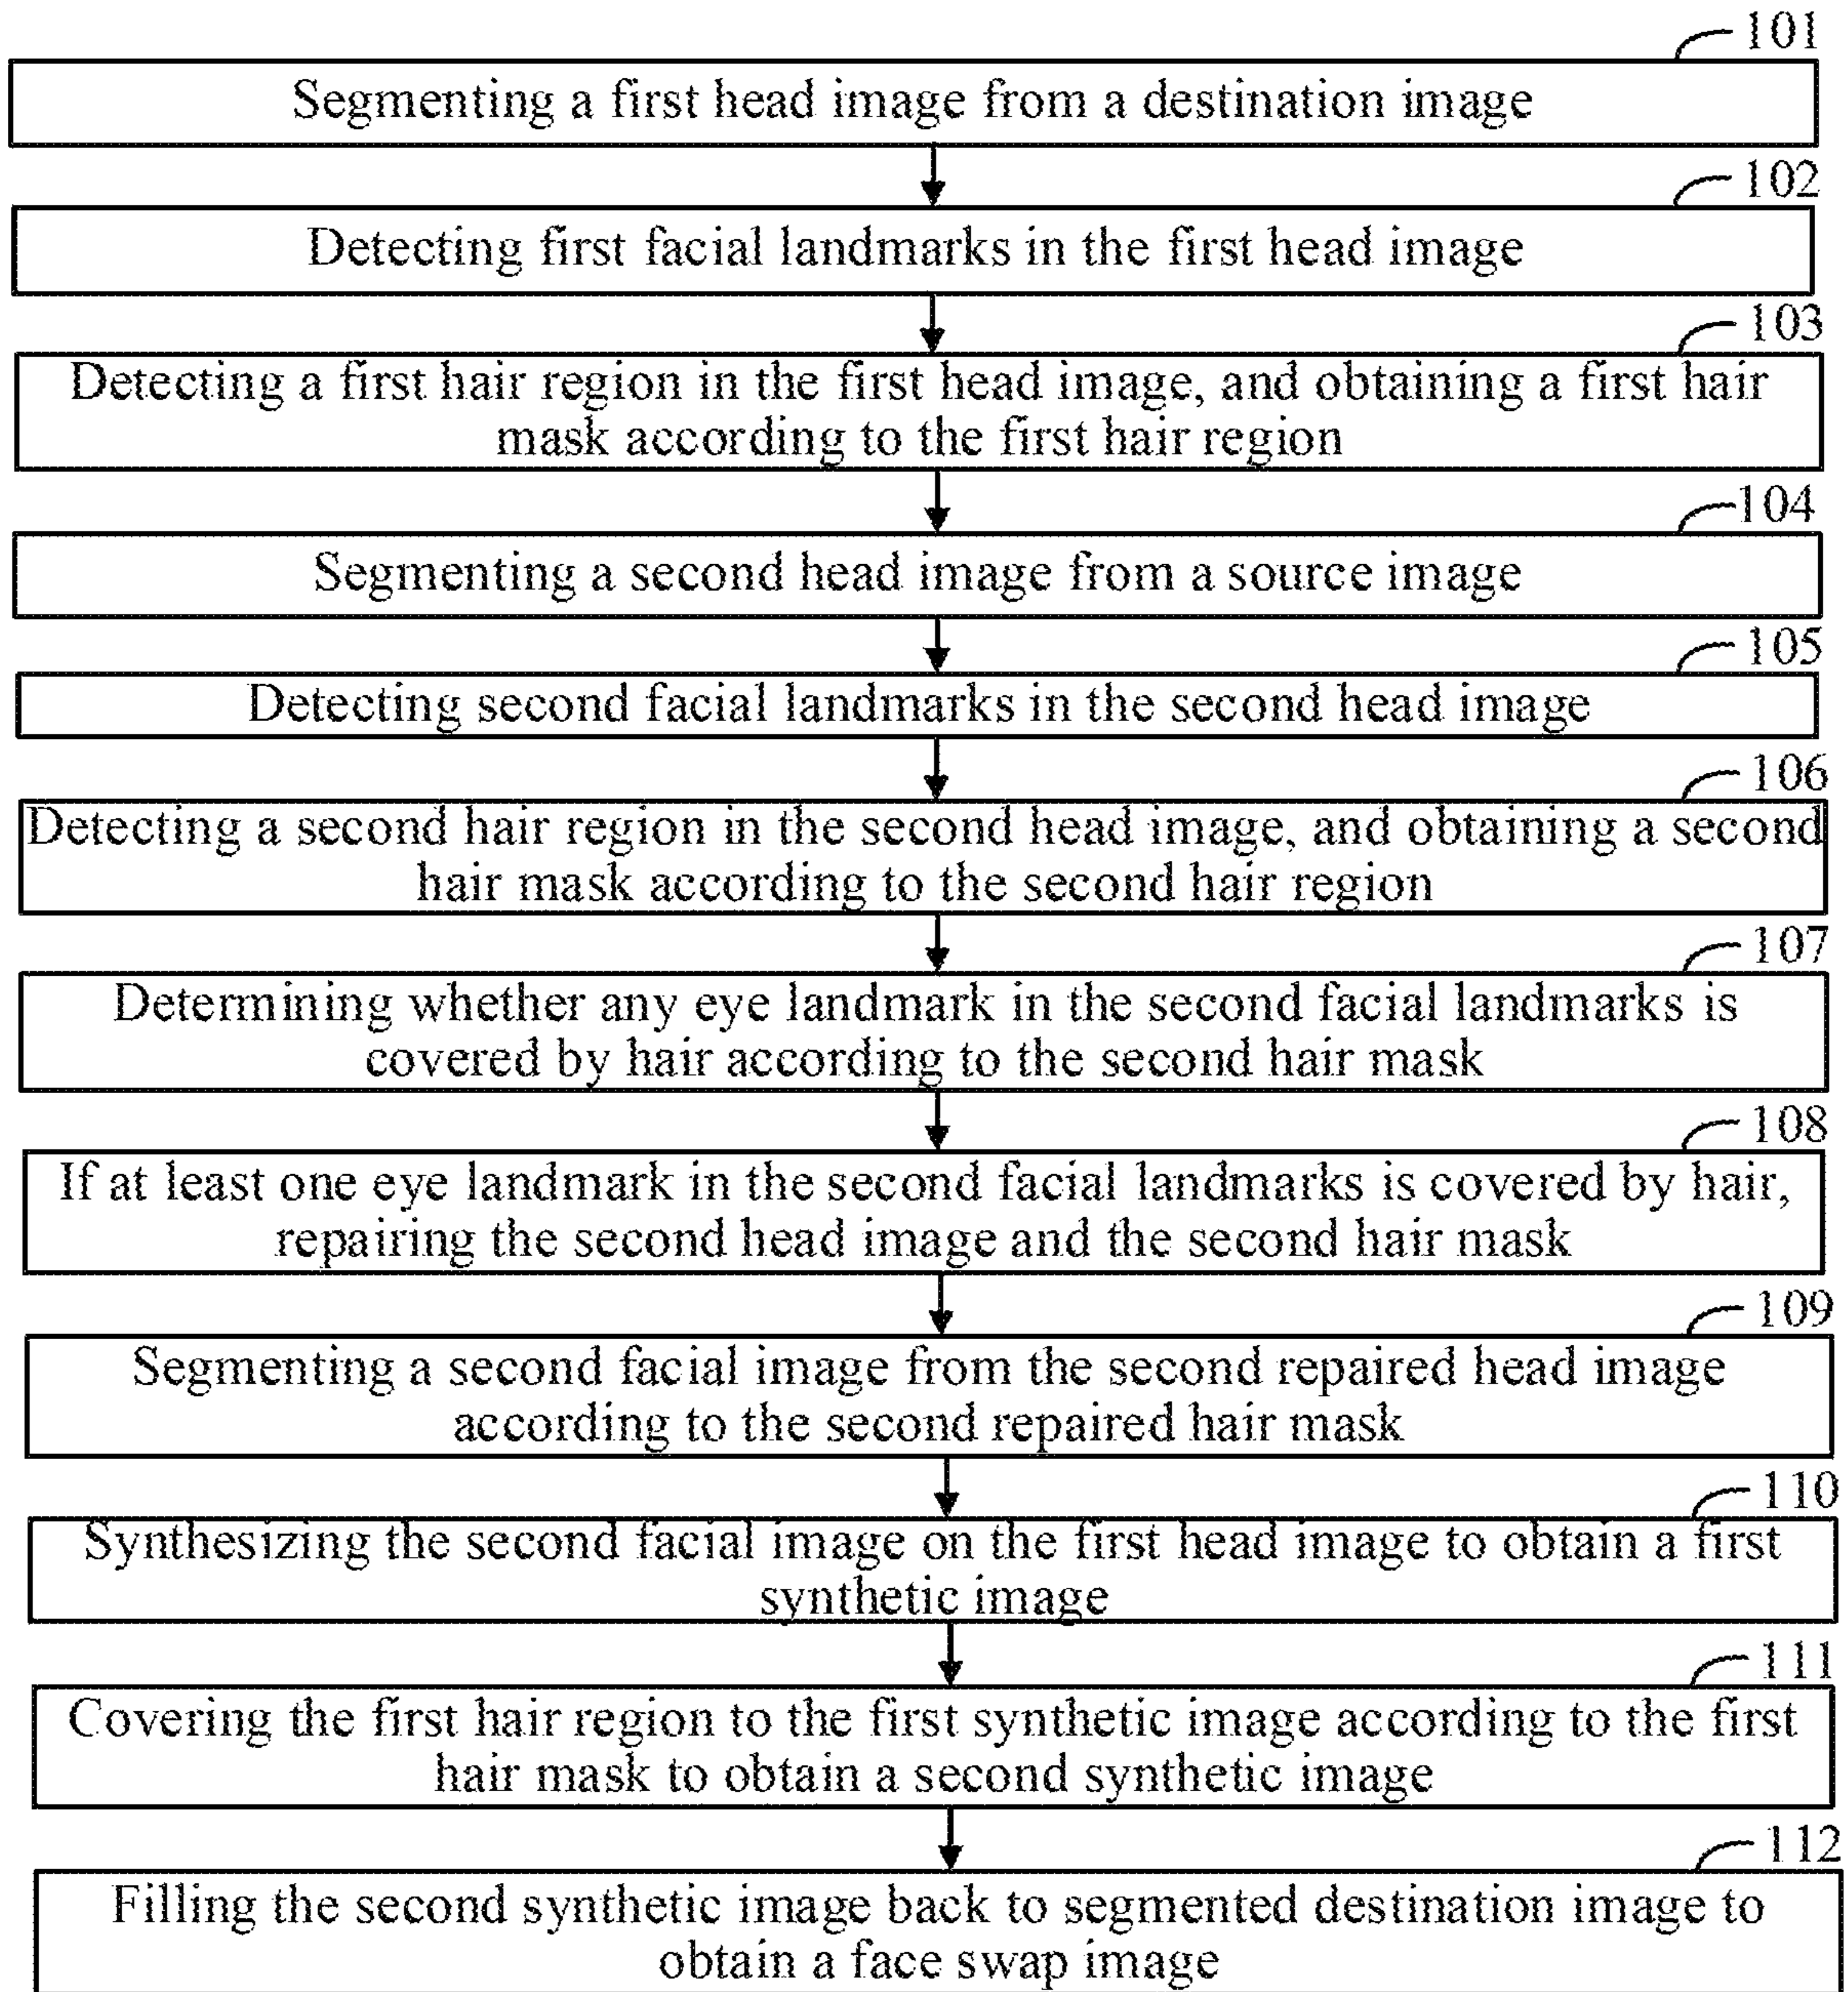 101
Segmenting a first head image from a destination image
102
Detecting first facial landmarks in the first head image
103
Detecting a first hair region in the first head image, and obtaining a first hair
mask according to the first hair region
104
Segmenting a second head image from a source image
105
Detecting second facial landmarks in the second head image
106
Detecting a second hair region in the second head image, and obtaining a second
hair mask according to the second hair region
107
Determining whether any eye landmark in the second facial landmarks is
covered by hair according to the second hair mask
108
If at least one eye landmark in the second facial landmarks is covered by hair,
repairing the second head image and the second hair mask
109
Segmenting a second facial image from the second repaired head image
according to the second repaired hair mask
110
Synthesizing the second facial image on the first head image to obtain a first
synthetic image
111
Covering the first hair region to the first synthetic image according to the first
hair mask to obtain a second synthetic image
112
Filling the second synthetic image back to segmented destination image to
obtain a face swap image